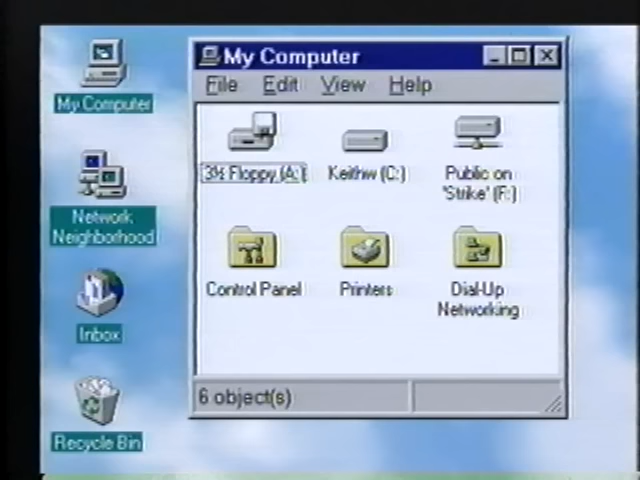 My Computer
Network
Neighborhood
Inbox
Recycle Bin
My Computer
File Edit View Help
3½ Floppy (A:)
Keithw (C:)
Public on
'Strike' (F:)
Control Panel
Printers
Dial-Up
Networking
6 object(s)